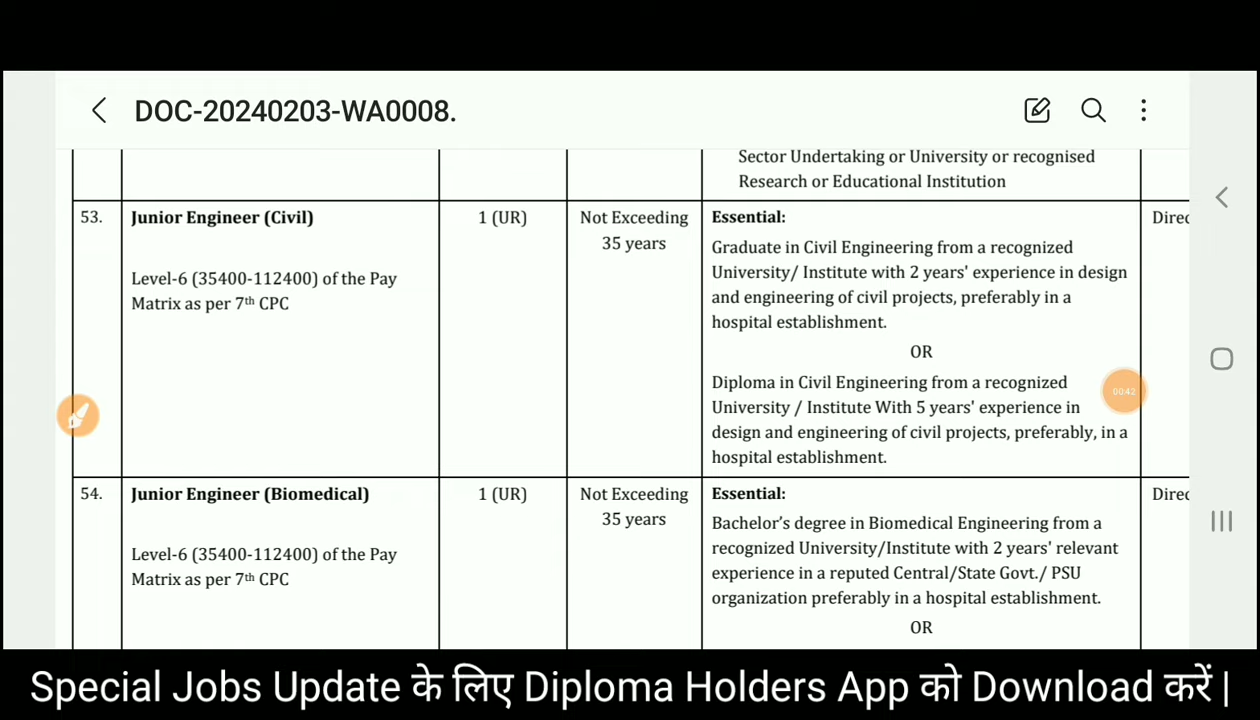 DOC-20240203-WA0008.
Sector Undertaking or University or recognised
Research or Educational Institution
53.
Junior Engineer (Civil)
Level-6 (35400-112400) of the Pay
Matrix as per 7th CPC
1 (UR)
Not Exceeding
35 years
Essential:
Graduate in Civil Engineering from a recognized
University/ Institute with 2 years' experience in design
and engineering of civil projects, preferably in a
hospital establishment.
OR
Diploma in Civil Engineering from a recognized
University / Institute With 5 years' experience in
design and engineering of civil projects, preferably, in a
hospital establishment.
Direc
00:42
54.
Junior Engineer (Biomedical)
Level-6 (35400-112400) of the Pay
Matrix as per 7th CPC
1 (UR)
Not Exceeding
35 years
Essential:
Bachelor's degree in Biomedical Engineering from a
recognized University/Institute with 2 years' relevant
experience in a reputed Central/State Govt./ PSU
organization preferably in a hospital establishment.
OR
Direc
Special Jobs Update के लिए Diploma Holders App को Download करें |